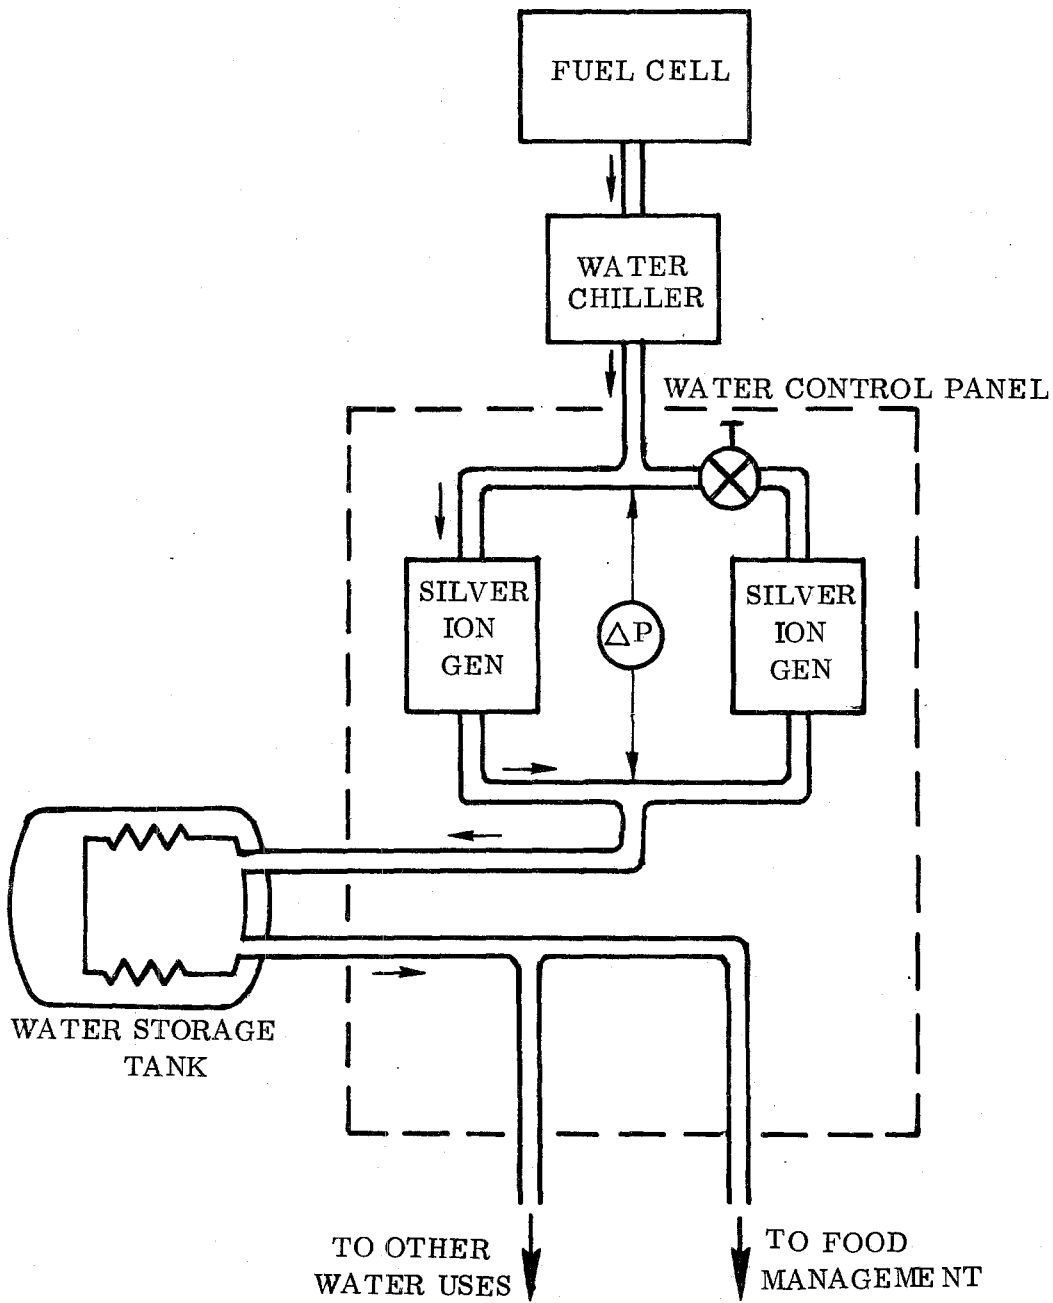 FUEL CELL
WATER
CHILLER
WATER CONTROL PANEL
SILVER
ION
GEN
ΔP
SILVER
ION
GEN
WATER STORAGE
TANK
TO OTHER
WATER USES
TO FOOD
MANAGEMENT